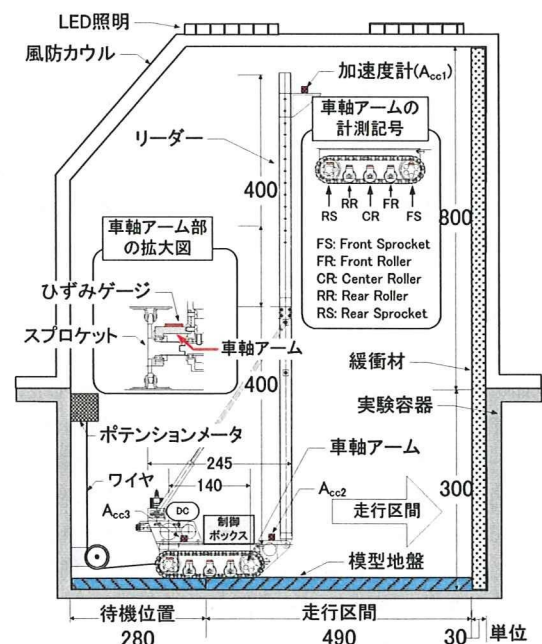 LED照明
風防カウル
加速度計(Acc1)
車軸アームの
計測記号
リーダー
400
RS
RR
CR
FR
FS
800
車軸アーム部
の拡大図
FS: Front Sprocket
FR: Front Roller
CR: Center Roller
RR: Rear Roller
RS: Rear Sprocket
ひずみゲージ
スプロケット
車軸アーム
400
緩衝材
実験容器
ポテンションメータ
車軸アーム
245
140
ワイヤ
Acc2
300
DC
Acc3
制御
ボックス
走行区間
模型地盤
待機位置
走行区間
単位
280
490
30